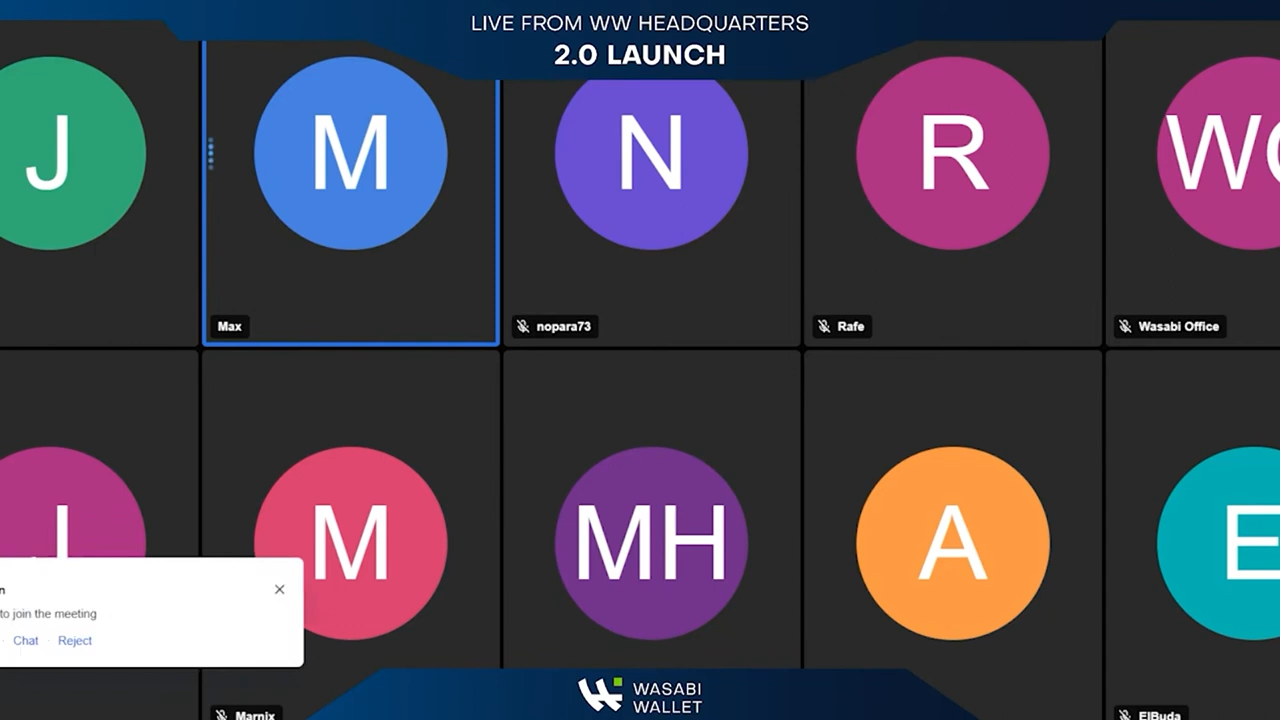 LIVE FROM WW HEADQUARTERS
2.0 LAUNCH
J
M
N
R
Max
nopara73
Rafe
Wasabi Office
M
MH
A
E
to join the meeting
Chat · Reject
Marnix
ElBuda
WASABI
WALLET